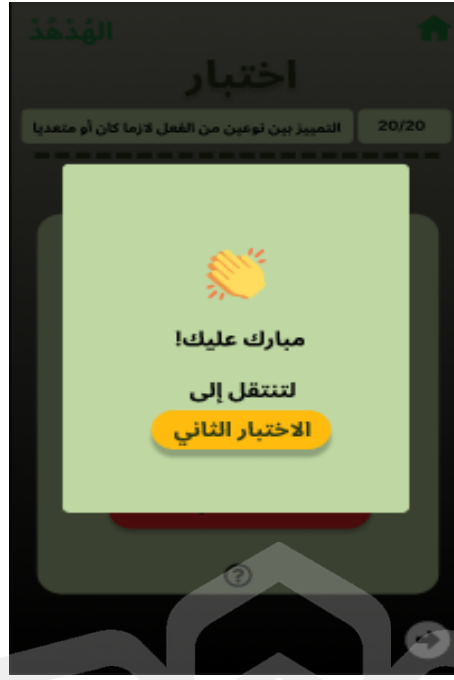 الهُدْهُدْ
اختبار
20/20
التمييز بين نوعين من الفعل لازما كان أو متعديا
مبارك عليك!
لتنتقل إلى
الاختبار الثاني
?